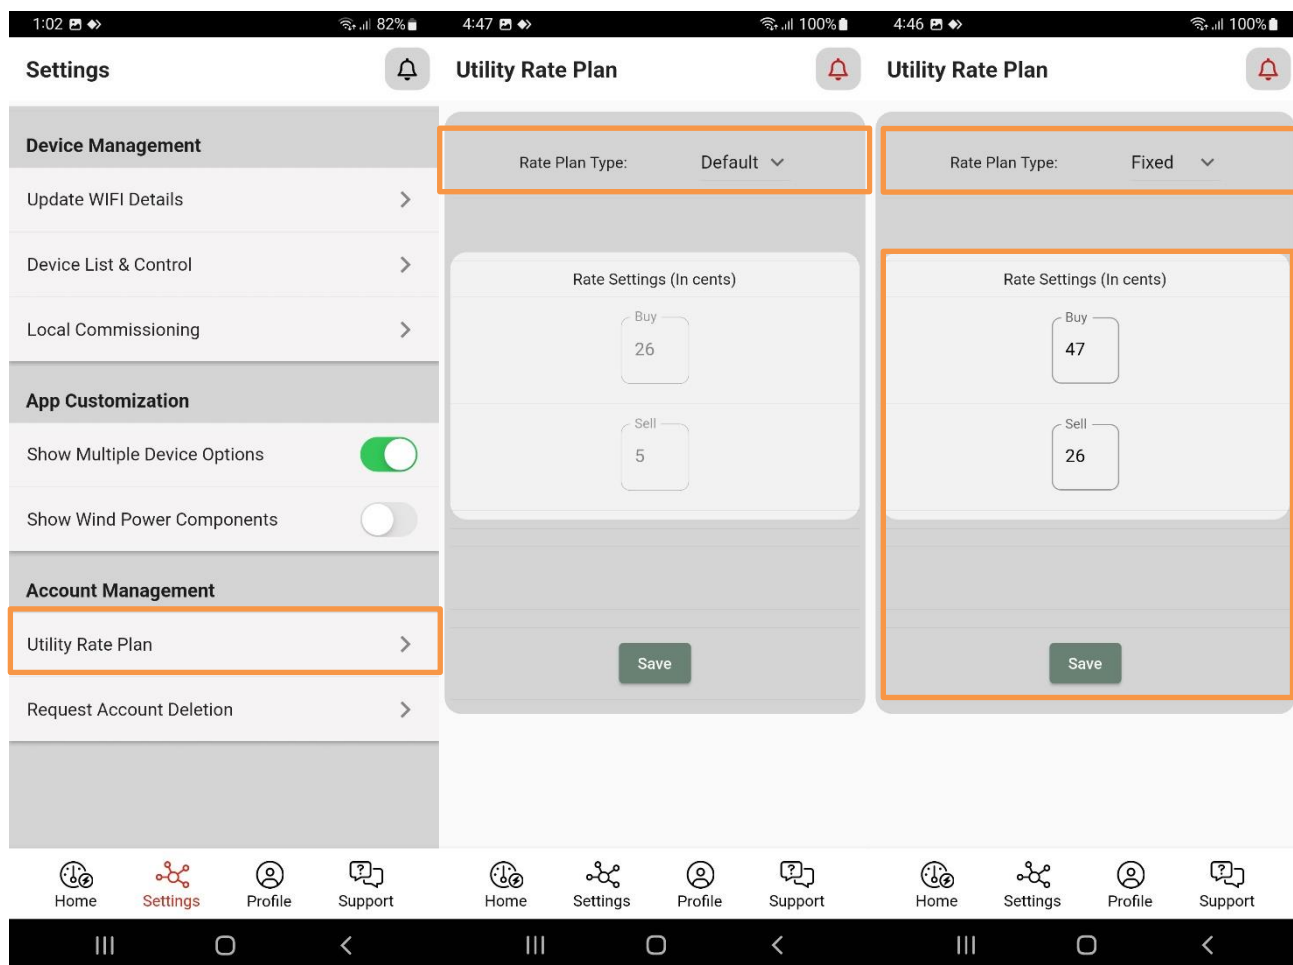 1:02
82%
Settings
Device Management
Update WIFI Details
Device List & Control
Local Commissioning
App Customization
Show Multiple Device Options
Show Wind Power Components
Account Management
Utility Rate Plan
Request Account Deletion
Home
Settings
Profile
Support
4:47
100%
Utility Rate Plan
Rate Plan Type:
Default
Rate Settings (In cents)
Buy
26
Sell
5
Save
Home
Settings
Profile
Support
4:46
100%
Utility Rate Plan
Rate Plan Type:
Fixed
Rate Settings (In cents)
Buy
47
Sell
26
Save
Home
Settings
Profile
Support